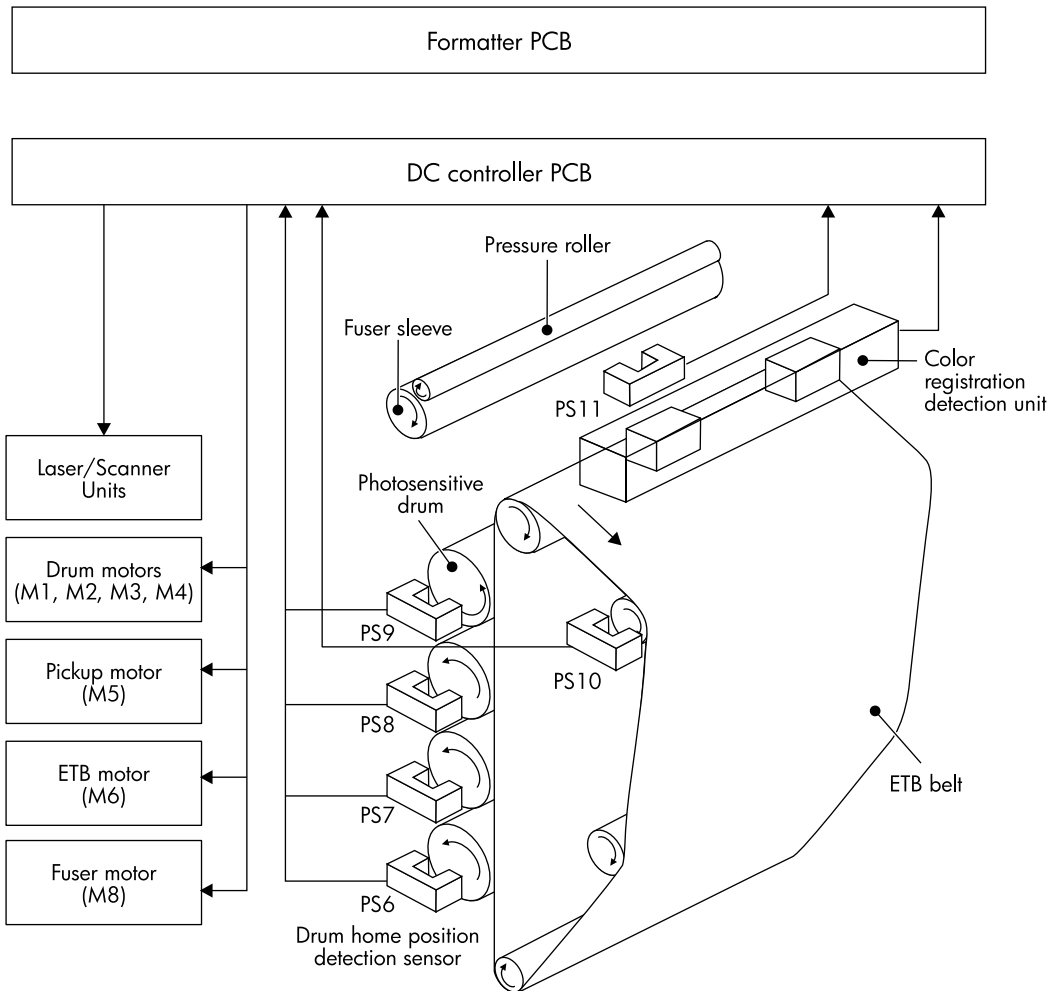 Formatter PCB
DC controller PCB
Pressure roller
Fuser sleeve
PS11
Color
registration
detection unit
Laser/Scanner
Units
Photosensitive
drum
Drum motors
(M1, M2, M3, M4)
PS9
PS10
Pickup motor
(M5)
PS8
ETB motor
(M6)
PS7
ETB belt
Fuser motor
(M8)
PS6
Drum home position
detection sensor